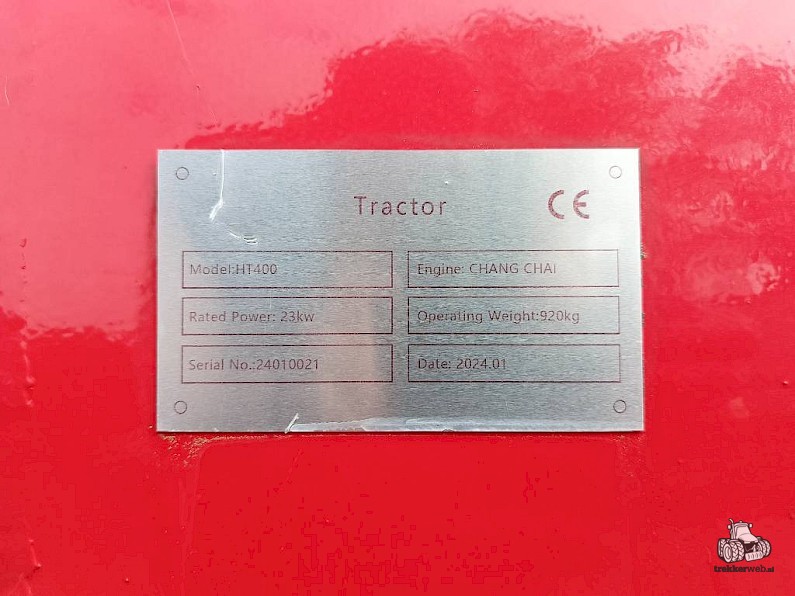 Tractor CE
Model:HT400 Engine: CHANG CHAI
Rated Power: 23kw Operating Weight:920kg
Serial No.:24010021 Date: 2024.01
trekkerweb.nl